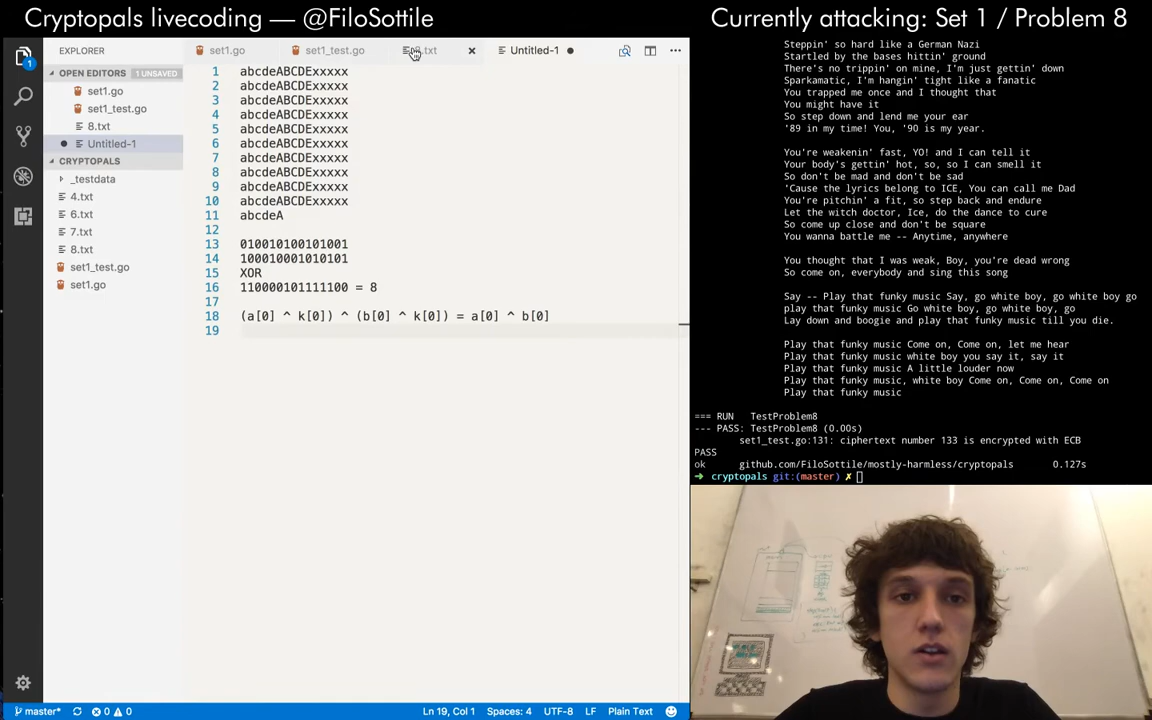 Cryptopals livecoding — @FiloSottile
Currently attacking: Set 1 / Problem 8
EXPLORER
OPEN EDITORS 1 UNSAVED
set1.go
set1_test.go
8.txt
Untitled-1
CRYPTOPALS
_testdata
4.txt
6.txt
7.txt
8.txt
set1_test.go
set1.go
1
set1.go
set1_test.go
.txt
Untitled-1
1 abcdeABCDExxxxx
2 abcdeABCDExxxxx
3 abcdeABCDExxxxx
4 abcdeABCDExxxxx
5 abcdeABCDExxxxx
6 abcdeABCDExxxxx
7 abcdeABCDExxxxx
8 abcdeABCDExxxxx
9 abcdeABCDExxxxx
10 abcdeABCDExxxxx
11 abcdeA
12
13 010010100101001
14 100010001010101
15 XOR
16 110000101111100 = 8
17
18 (a[0] ^ k[0]) ^ (b[0] ^ k[0]) = a[0] ^ b[0]
19
Steppin' so hard like a German Nazi
Startled by the bases hittin' ground
There's no trippin' on mine, I'm just gettin' down
Sparkamatic, I'm hangin' tight like a fanatic
You trapped me once and I thought that
You might have it
So step down and lend me your ear
'89 in my time! You, '90 is my year.
You're weakenin' fast, YO! and I can tell it
Your body's gettin' hot, so, so I can smell it
So don't be mad and don't be sad
'Cause the lyrics belong to ICE, You can call me Dad
You're pitchin' a fit, so step back and endure
Let the witch doctor, Ice, do the dance to cure
So come up close and don't be square
You wanna battle me -- Anytime, anywhere
You thought that I was weak, Boy, you're dead wrong
So come on, everybody and sing this song
Say -- Play that funky music Say, go white boy, go white boy go
play that funky music Go white boy, go white boy, go
Lay down and boogie and play that funky music till you die.
Play that funky music Come on, Come on, let me hear
Play that funky music white boy you say it, say it
Play that funky music A little louder now
Play that funky music, white boy Come on, Come on, Come on
Play that funky music
=== RUN TestProblem8
--- PASS: TestProblem8 (0.00s)
set1_test.go:131: ciphertext number 133 is encrypted with ECB
PASS
ok github.com/FiloSottile/mostly-harmless/cryptopals 0.127s
➜ cryptopals git:(master) ✗
master* 0 0
Ln 19, Col 1 Spaces: 4 UTF-8 LF Plain Text